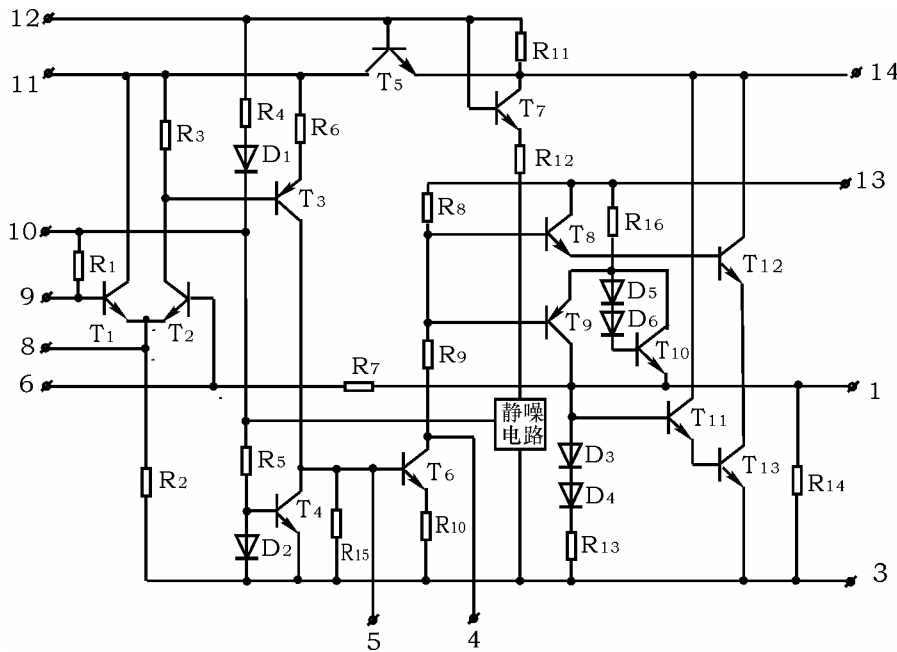 12
R11
11
T5
14
R4
T7
R3
R6
D1
R12
13
T3
R8
R16
T8
10
T12
R1
D5
9
T9
D6
T1
T2
T10
8
R9
R7
6
1
静噪
电路
T11
D3
R5
T6
T13
R2
D4
R14
T4
R10
D2
R15
R13
3
5
4